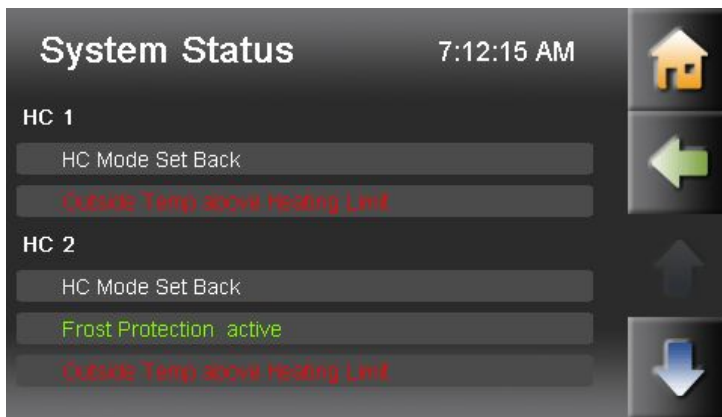 System Status
7:12:15 AM
HC 1
HC Mode Set Back
Outside Temp above Heating Limit
HC 2
HC Mode Set Back
Frost Protection active
Outside Temp above Heating Limit